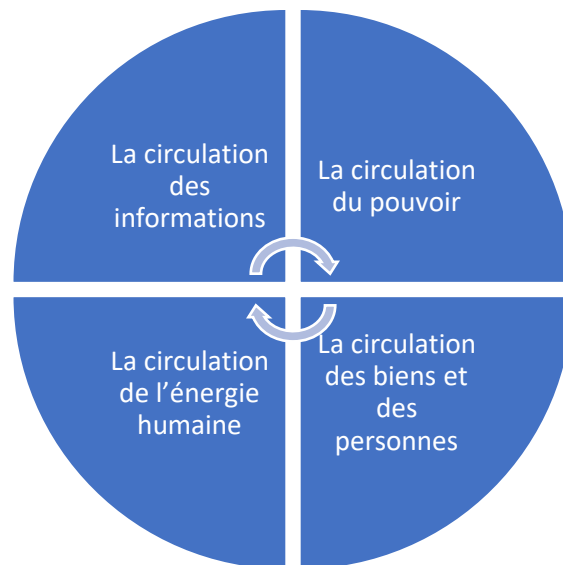 La circulation
des
informations
La circulation
du pouvoir
La circulation
de l’énergie
humaine
La circulation
des biens et
des
personnes